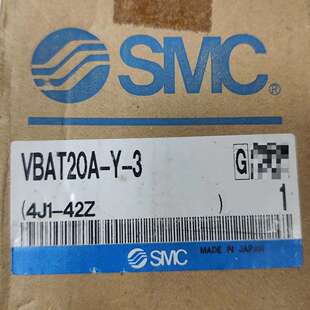 SMC
VBAT20A-Y-3
G
(4J1-42Z )
1
SMC
MADE IN JAPAN